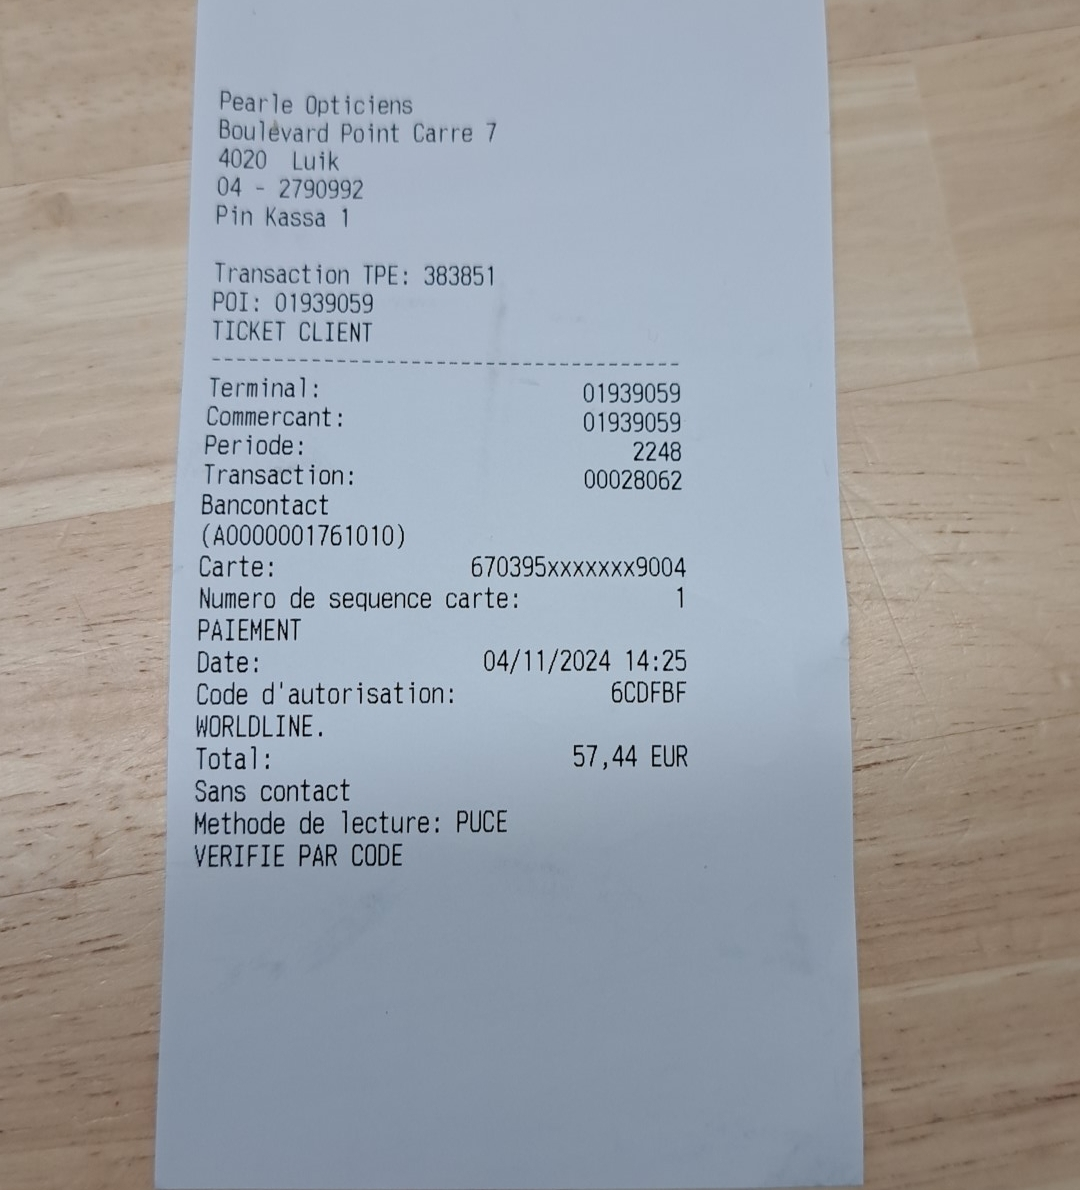 Pearle Opticiens
Boulevard Point Carre 7
4020  Luik
04 - 2790992
Pin Kassa 1
Transaction TPE: 383851
POI: 01939059
TICKET CLIENT
Terminal: 01939059
Commercant: 01939059
Periode: 2248
Transaction: 00028062
Bancontact
(A0000001761010)
Carte: 670395xxxxxxx9004
Numero de sequence carte: 1
PAIEMENT
Date: 04/11/2024 14:25
Code d'autorisation: 6CDFBF
WORLDLINE.
Total: 57,44 EUR
Sans contact
Methode de lecture: PUCE
VERIFIE PAR CODE